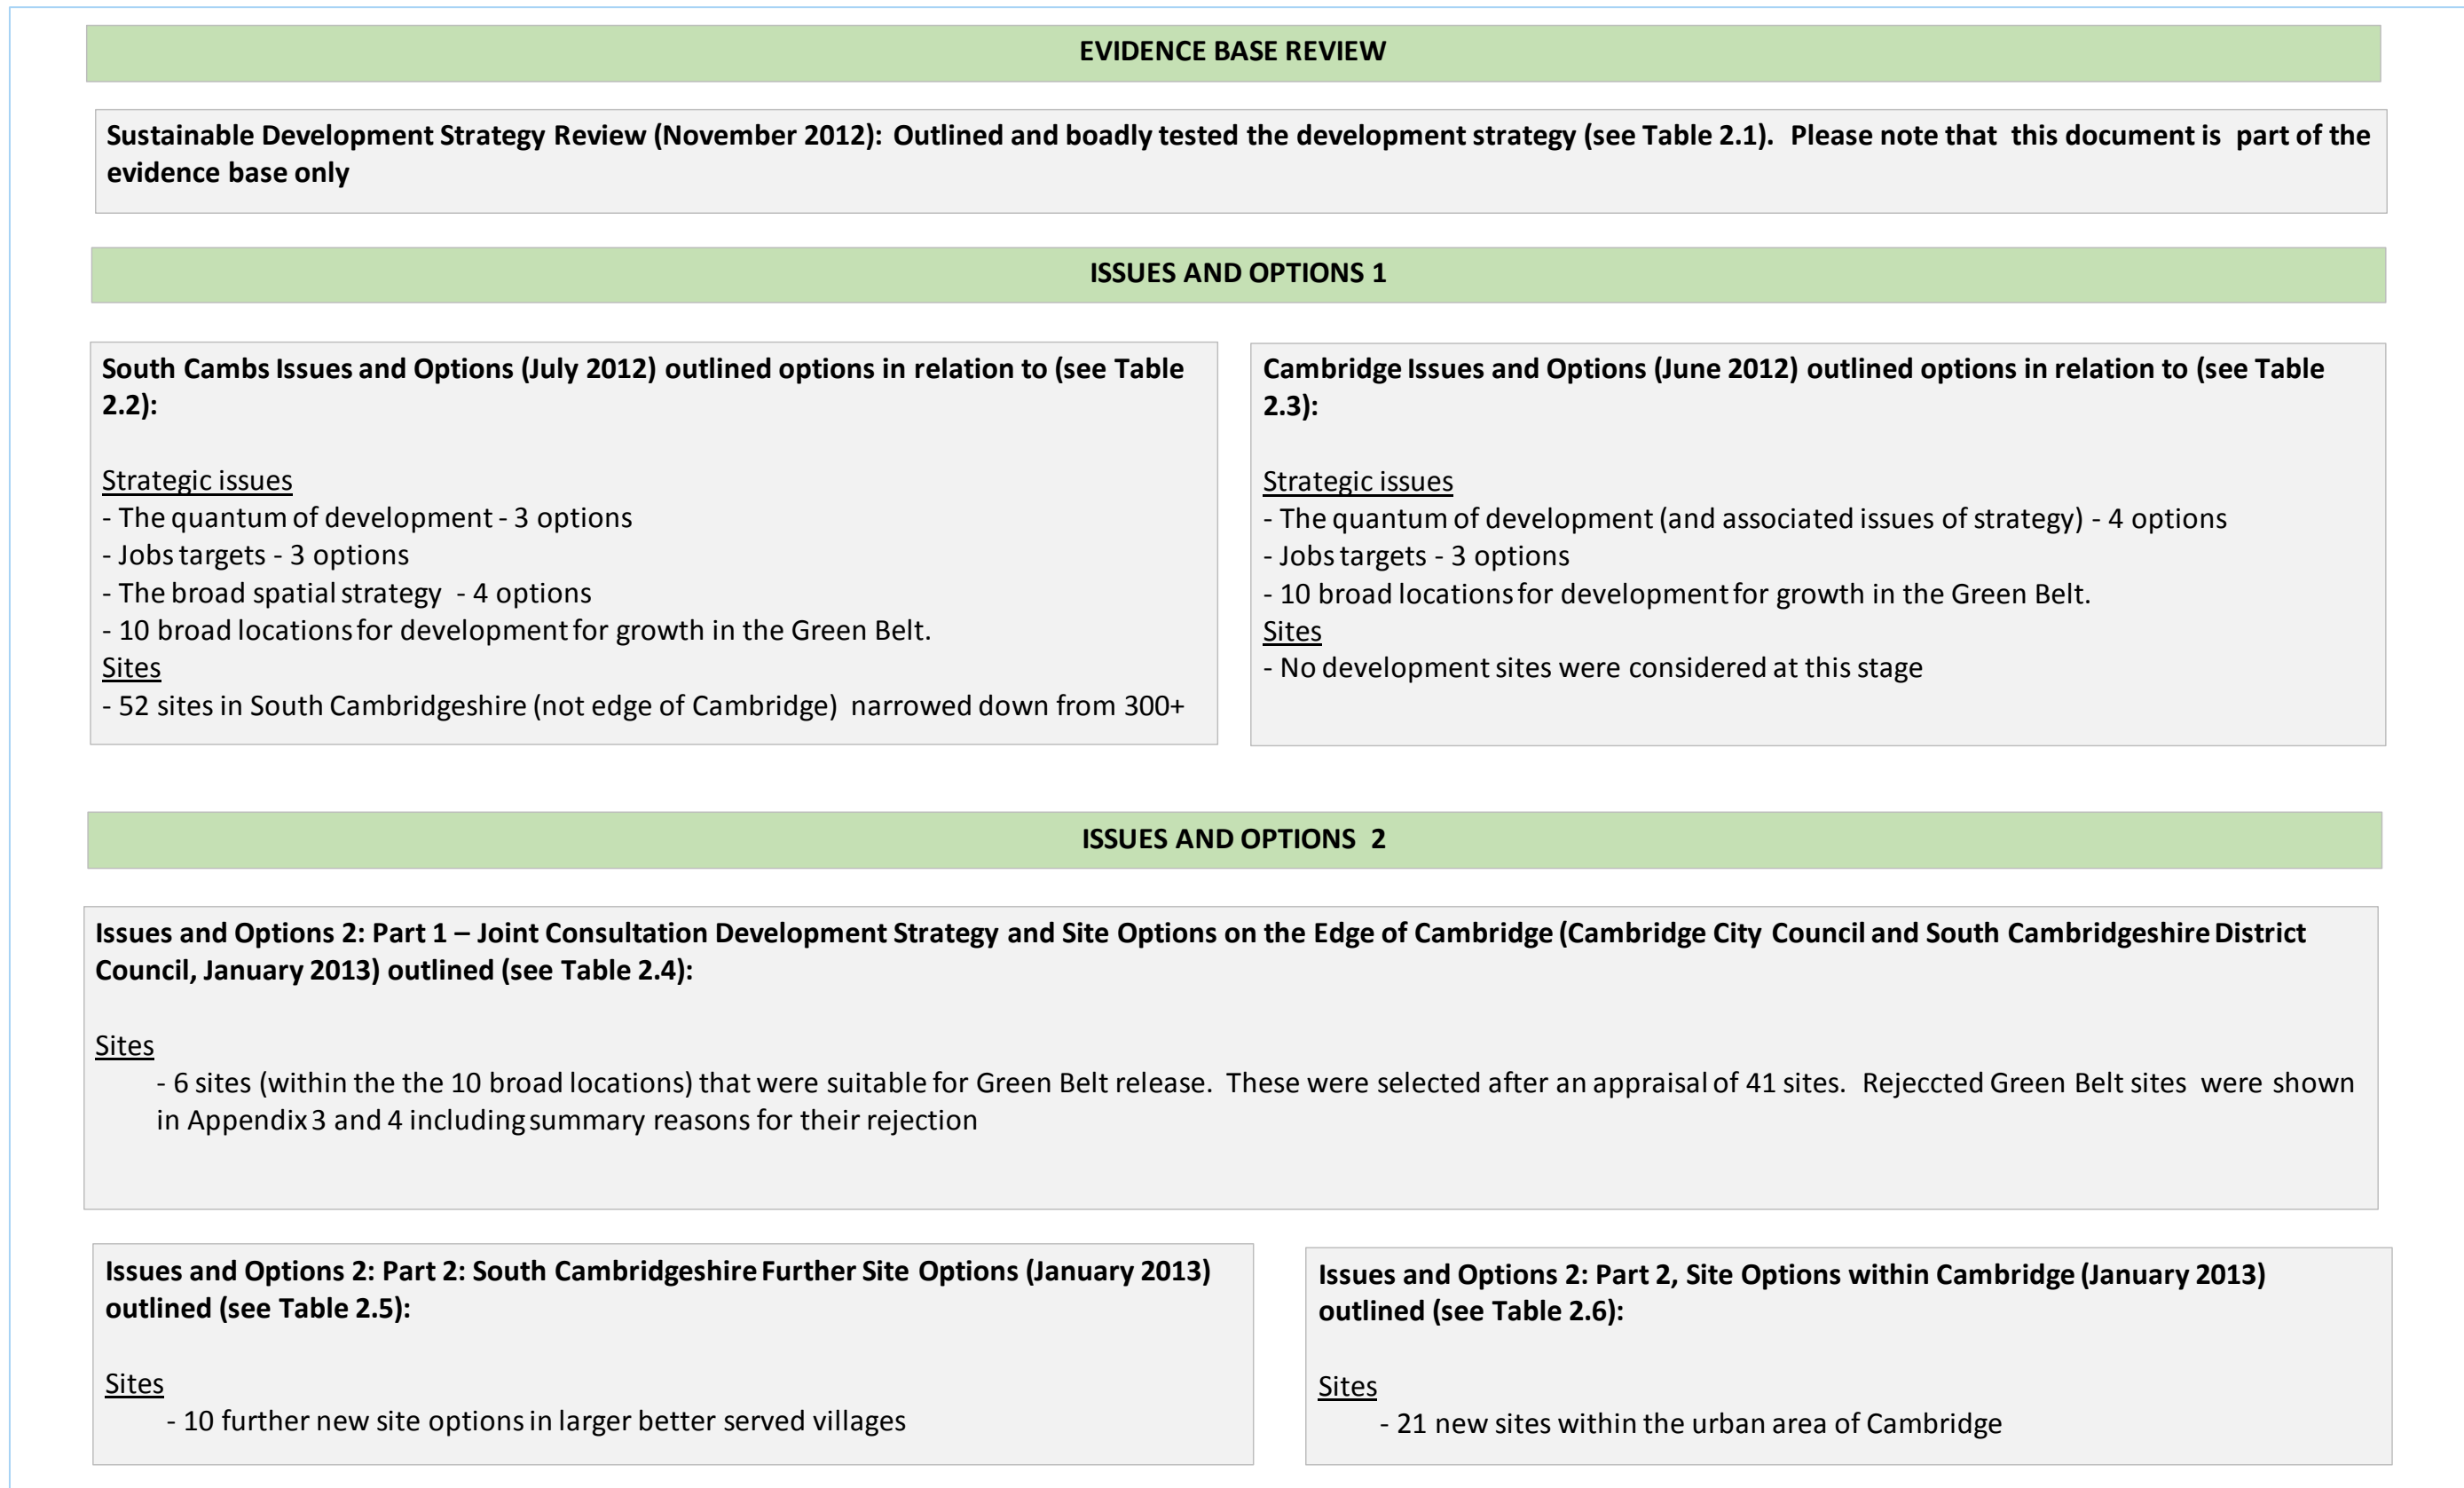 EVIDENCE BASE REVIEW
Sustainable Development Strategy Review (November 2012): Outlined and boadly tested the development strategy (see Table 2.1). Please note that this document is part of the
evidence base only
ISSUES AND OPTIONS 1
South Cambs Issues and Options (July 2012) outlined options in relation to (see Table
2.2):
Strategic issues
- The quantum of development - 3 options
- Jobs targets - 3 options
- The broad spatial strategy - 4 options
- 10 broad locations for development for growth in the Green Belt.
Sites
- 52 sites in South Cambridgeshire (not edge of Cambridge) narrowed down from 300+
Cambridge Issues and Options (June 2012) outlined options in relation to (see Table
2.3):
Strategic issues
- The quantum of development (and associated issues of strategy) - 4 options
- Jobs targets - 3 options
- 10 broad locations for development for growth in the Green Belt.
Sites
- No development sites were considered at this stage
ISSUES AND OPTIONS 2
Issues and Options 2: Part 1 – Joint Consultation Development Strategy and Site Options on the Edge of Cambridge (Cambridge City Council and South Cambridgeshire District
Council, January 2013) outlined (see Table 2.4):
Sites
- 6 sites (within the the 10 broad locations) that were suitable for Green Belt release. These were selected after an appraisal of 41 sites. Rejeccted Green Belt sites were shown
in Appendix 3 and 4 including summary reasons for their rejection
Issues and Options 2: Part 2: South Cambridgeshire Further Site Options (January 2013)
outlined (see Table 2.5):
Sites
- 10 further new site options in larger better served villages
Issues and Options 2: Part 2, Site Options within Cambridge (January 2013)
outlined (see Table 2.6):
Sites
- 21 new sites within the urban area of Cambridge